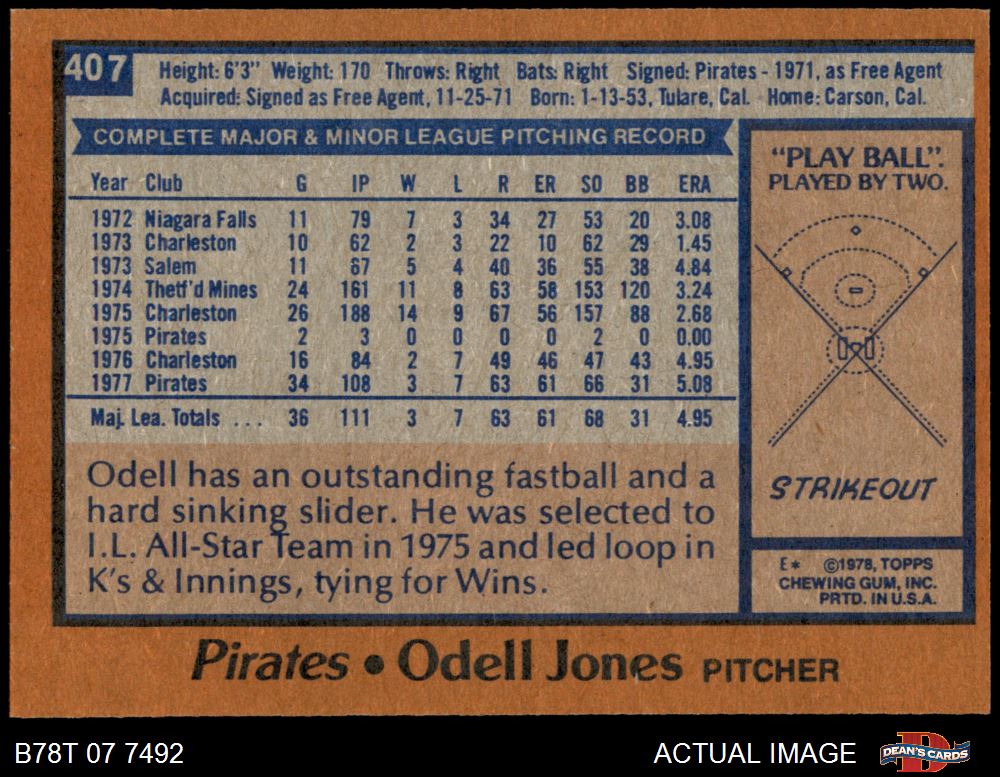 407
Height: 6'3" Weight: 170 Throws: Right Bats: Right Signed: Pirates - 1971, as Free Agent
Acquired: Signed as Free Agent, 11-25-71 Born: 1-13-53, Tulare, Cal. Home: Carson, Cal.
COMPLETE MAJOR & MINOR LEAGUE PITCHING RECORD
Year Club G IP W L R ER SO BB ERA
1972 Niagara Falls 11 79 7 3 34 27 53 20 3.08
1973 Charleston 10 62 2 3 22 10 62 29 1.45
1973 Salem 11 67 5 4 40 36 55 38 4.84
1974 Thetf'd Mines 24 161 11 8 63 58 153 120 3.24
1975 Charleston 26 188 14 9 67 56 157 88 2.68
1975 Pirates 2 3 0 0 0 0 2 0 0.00
1976 Charleston 16 84 2 7 49 46 47 43 4.95
1977 Pirates 34 108 3 7 63 61 66 31 5.08
Maj. Lea. Totals ... 36 111 3 7 63 61 68 31 4.95
Odell has an outstanding fastball and a
hard sinking slider. He was selected to
I.L. All-Star Team in 1975 and led loop in
K's & Innings, tying for Wins.
"PLAY BALL".
PLAYED BY TWO.
STRIKEOUT
E* ©1978, TOPPS
CHEWING GUM, INC.
PRTD. IN U.S.A.
Pirates • Odell Jones PITCHER
B78T 07 7492
ACTUAL IMAGE
DEAN'S CARDS